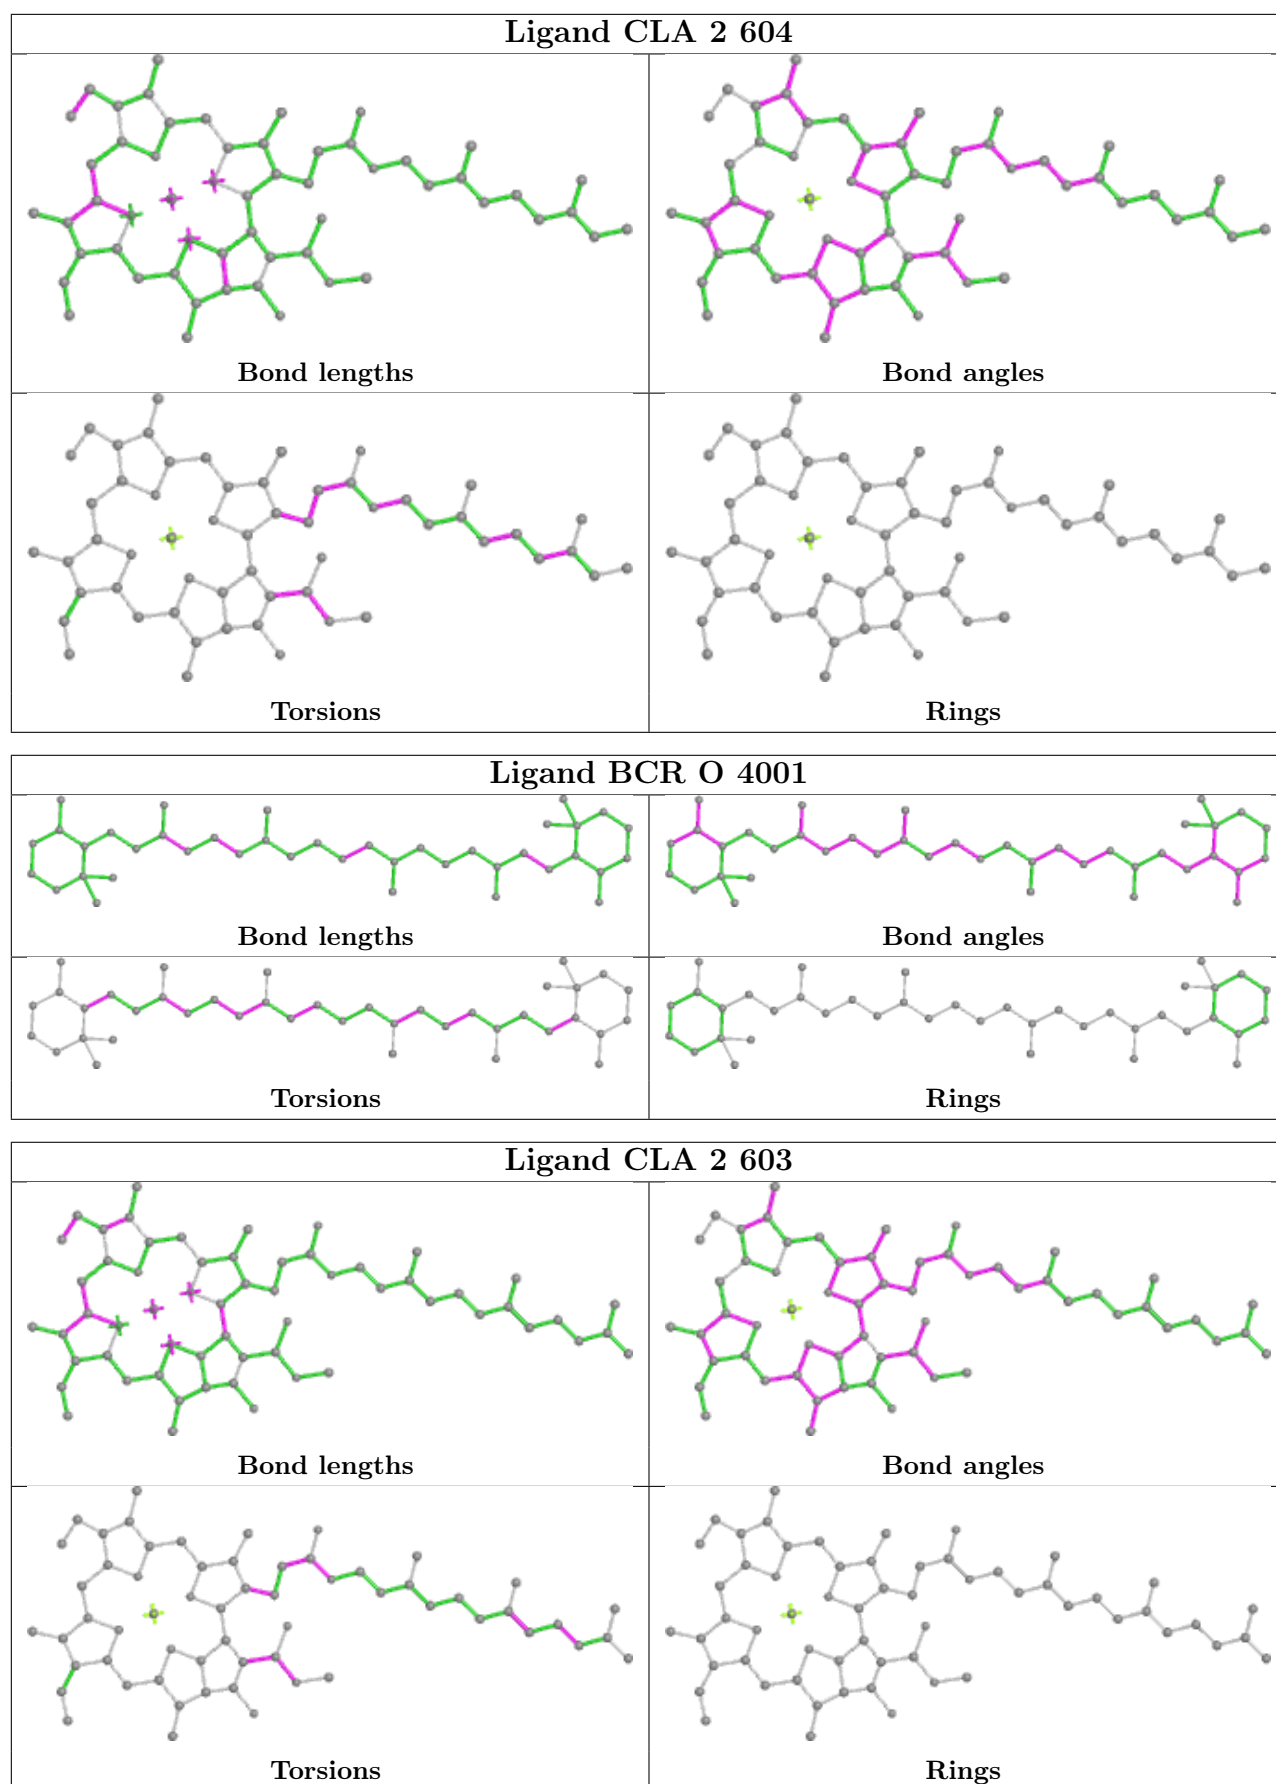 Ligand CLA 2 604
Bond lengths
Bond angles
Torsions
Rings
Ligand BCR O 4001
Bond lengths
Bond angles
Torsions
Rings
Ligand CLA 2 603
Bond lengths
Bond angles
Torsions
Rings